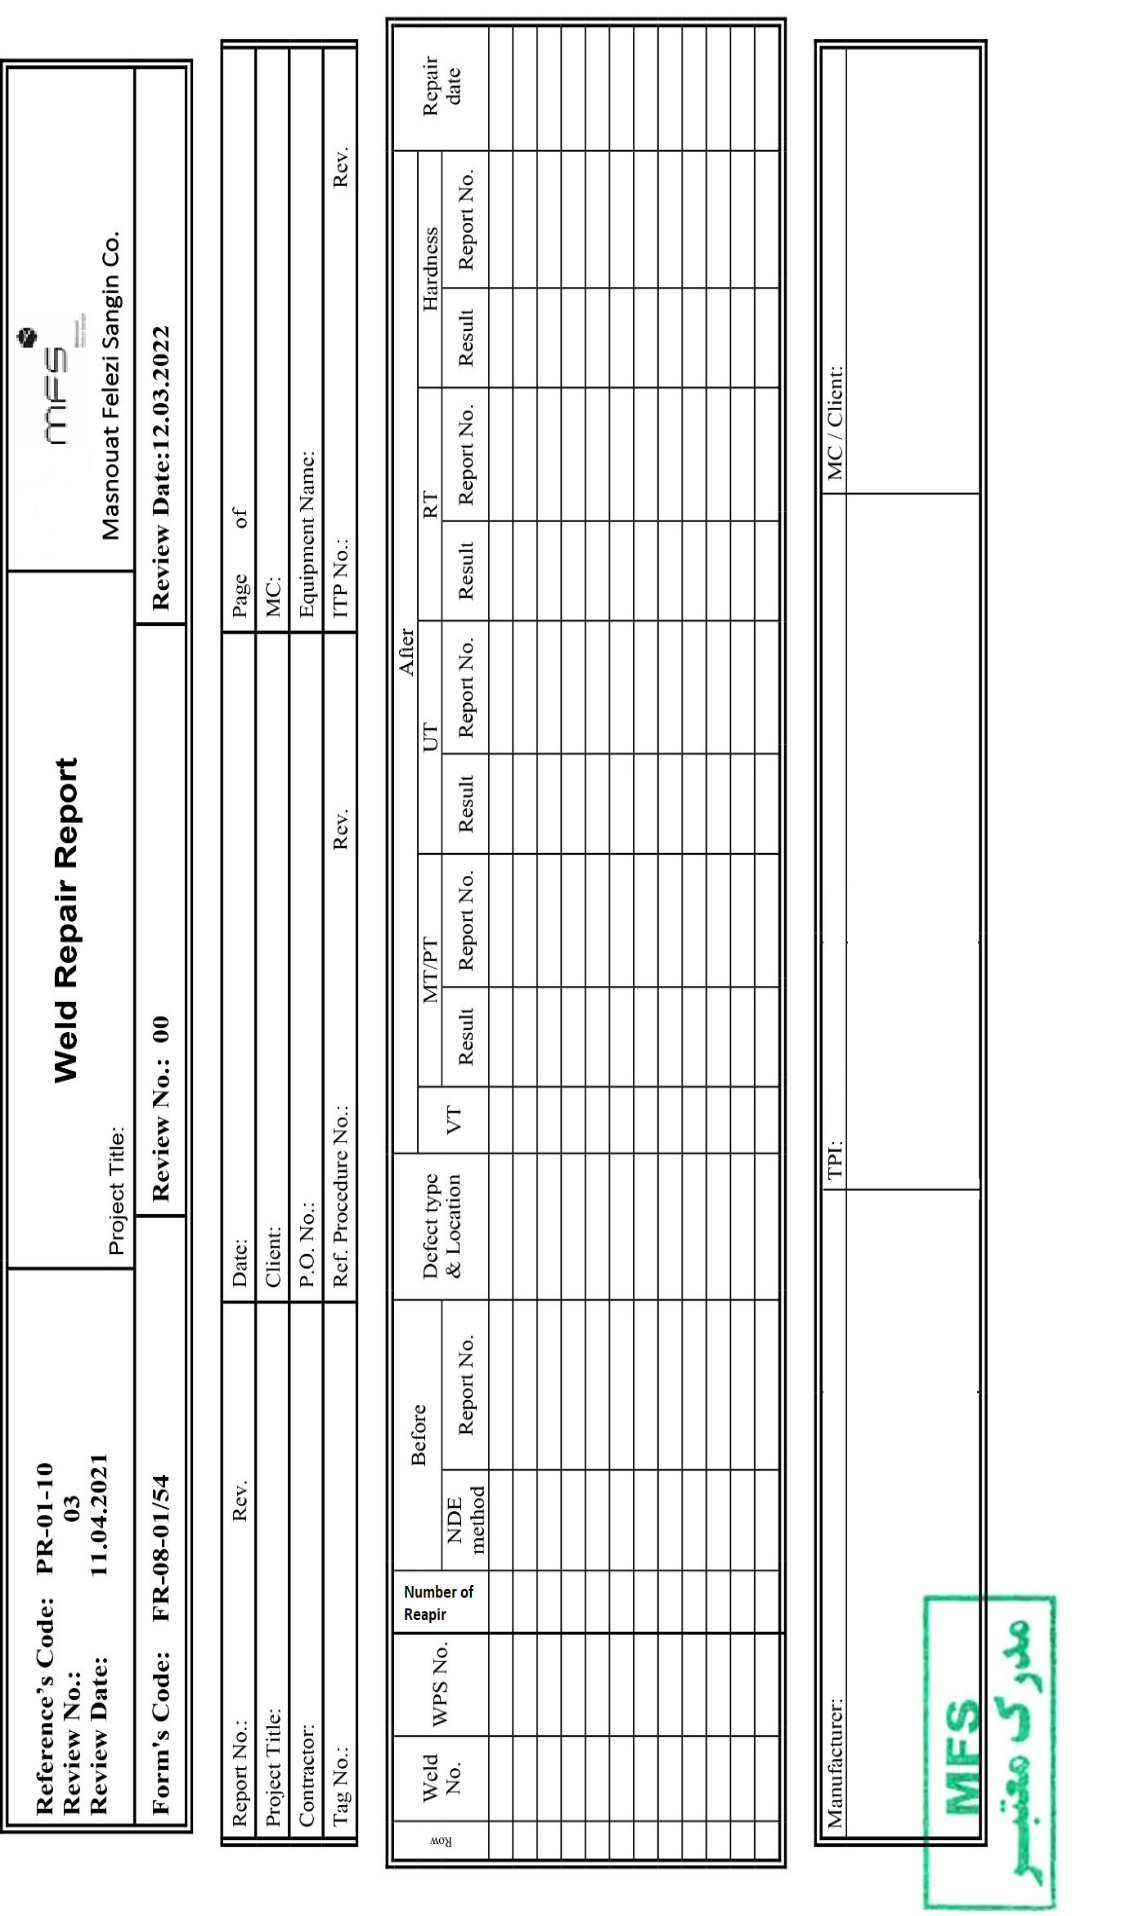 Reference's Code: PR-01-10
Review No.: 03
Review Date: 11.04.2021
Weld Repair Report
Project Title:
MFS
Masnouat Felezi Sangin Co.
Form's Code: FR-08-01/54
Review No.: 00
Review Date:12.03.2022
Report No.: Rev.
Date:
Page of
Project Title:
Client:
MC:
Contractor:
P.O. No.:
Equipment Name:
Tag No.:
Ref. Procedure No.: Rev.
ITP No.: Rev.
Row
Weld
No.
WPS No.
Number of
Reapir
Before
NDE
method
Report No.
Defect type
& Location
After
VT
MT/PT
Result
Report No.
UT
Result
Report No.
RT
Result
Report No.
Hardness
Result
Report No.
Repair
date
Manufacturer:
TPI:
MC / Client:
MFS
مدرک معتبر